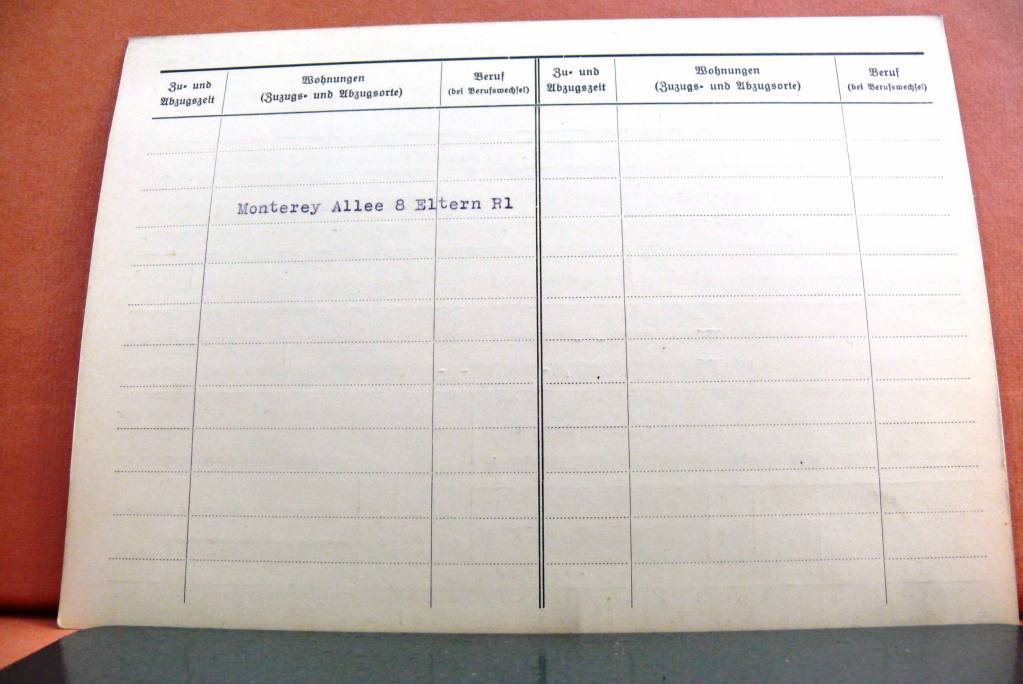 Zu- und
Abzugszeit
Wohnungen
(Zuzugs- und Abzugsorte)
Beruf
(bei Berufswechsel)
Zu- und
Abzugszeit
Wohnungen
(Zuzugs- und Abzugsorte)
Beruf
(bei Berufswechsel)
Monterey Allee 8 Eltern Rl